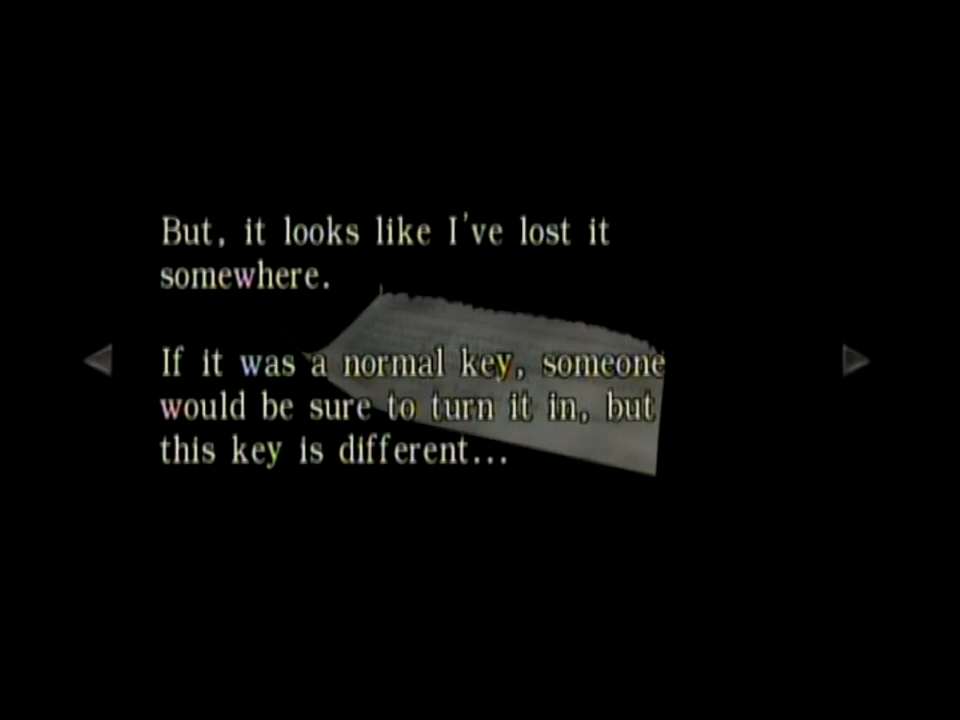 But, it looks like I've lost it
somewhere.
If it was a normal key, someone
would be sure to turn it in, but
this key is different...